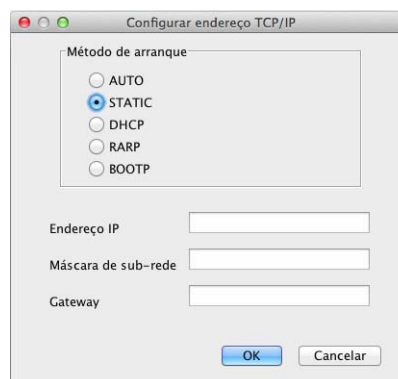 Configurar endereço TCP/IP
Método de arranque
AUTO
STATIC
DHCP
RARP
BOOTP
Endereço IP
Máscara de sub-rede
Gateway
OK Cancelar